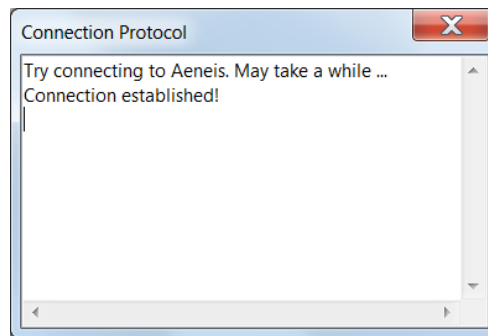 Connection Protocol
Try connecting to Aeneis. May take a while ...
Connection established!